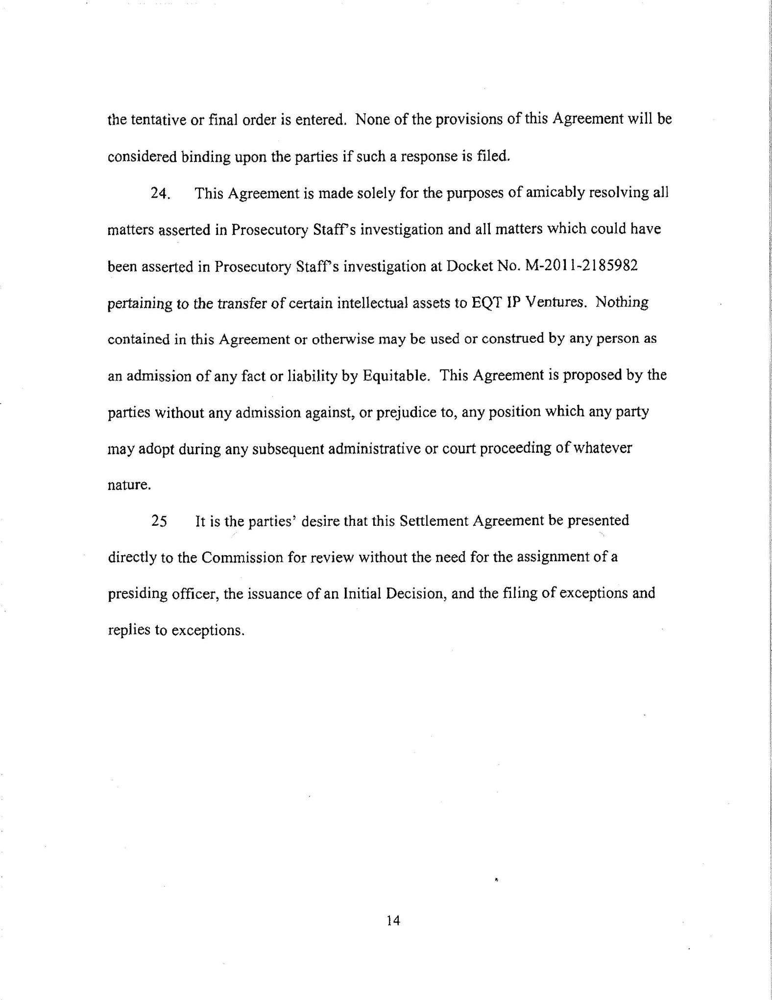 the tentative or final order is entered. None of the provisions of this Agreement will be
considered binding upon the parties if such a response is filed.
24. This Agreement is made solely for the purposes of amicably resolving all
matters asserted in Prosecutory Staff's investigation and all matters which could have
been asserted in Prosecutory Staff's investigation at Docket No. M-2011-2185982
pertaining to the transfer of certain intellectual assets to EQT IP Ventures. Nothing
contained in this Agreement or otherwise may be used or construed by any person as
an admission of any fact or liability by Equitable. This Agreement is proposed by the
parties without any admission against, or prejudice to, any position which any party
may adopt during any subsequent administrative or court proceeding of whatever
nature.
25 It is the parties' desire that this Settlement Agreement be presented
directly to the Commission for review without the need for the assignment of a
presiding officer, the issuance of an Initial Decision, and the filing of exceptions and
replies to exceptions.
14